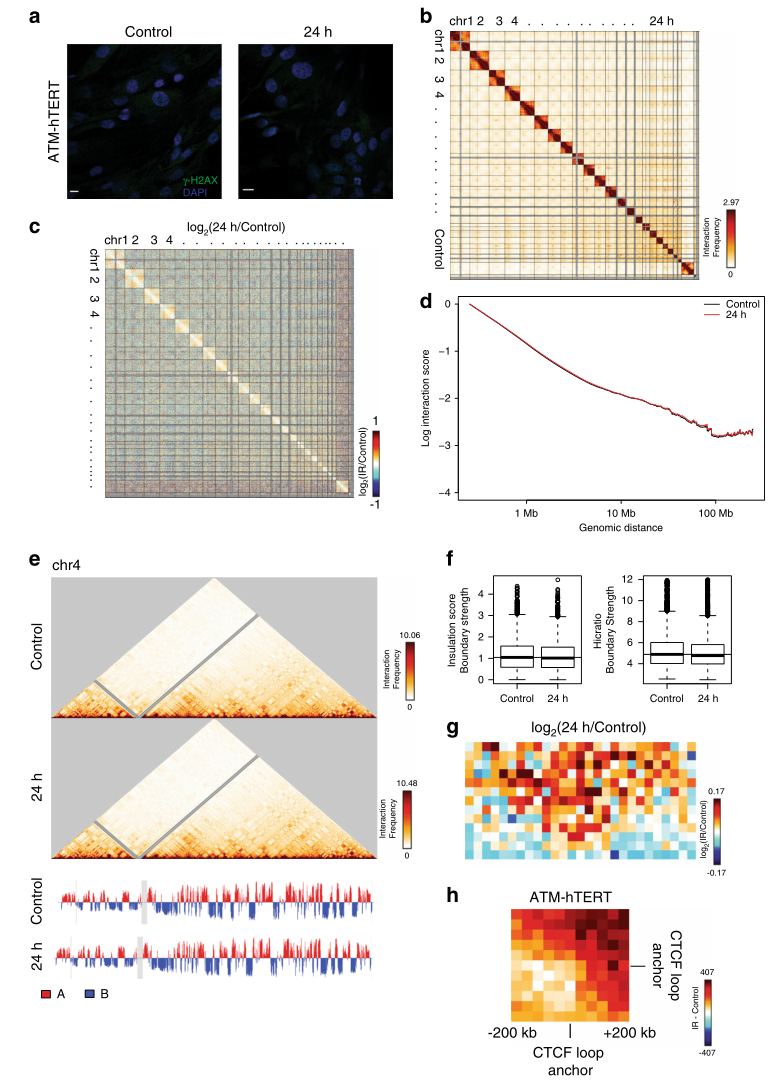 a
Control
24 h
ATM-hTERT
γ-H2AX
DAPI
b
chr1 2 3 4 . . . . . . . . . . . 24 h
chr1 2 3 4 . . . . . . . Control
2.97
Interaction
Frequency
0
c
log2(24 h/Control)
chr1 2 3 4 . . . . . . . . . . . . . . . . . . .
chr1 2 3 4 . . . . . . . . . . . . . . . . . . .
1
log2(IR/Control)
-1
d
Control
24 h
0
−1
−2
−3
−4
Log interaction score
1 Mb
10 Mb
100 Mb
Genomic distance
e
chr4
Control
10.06
Interaction
Frequency
0
24 h
10.48
Interaction
Frequency
0
Control
24 h
A
B
f
Insulation score
Boundary strength
4
3
2
1
0
Control
24 h
Hicratio
Boundary Strength
12
10
8
6
4
Control
24 h
g
log2(24 h/Control)
0.17
log2(IR/Control)
-0.17
h
ATM-hTERT
CTCF loop
anchor
-200 kb
+200 kb
CTCF loop
anchor
407
IR - Control
-407